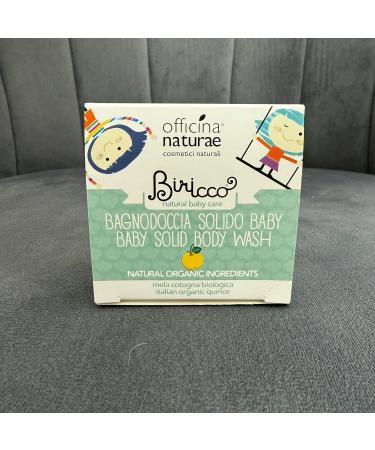 officina®
naturae
cosmetici naturali
Biricco
natural baby care
BAGNODOCCIA SOLIDO BABY
BABY SOLID BODY WASH
NATURAL ORGANIC INGREDIENTS
mela cotogna biologica
italian organic quince